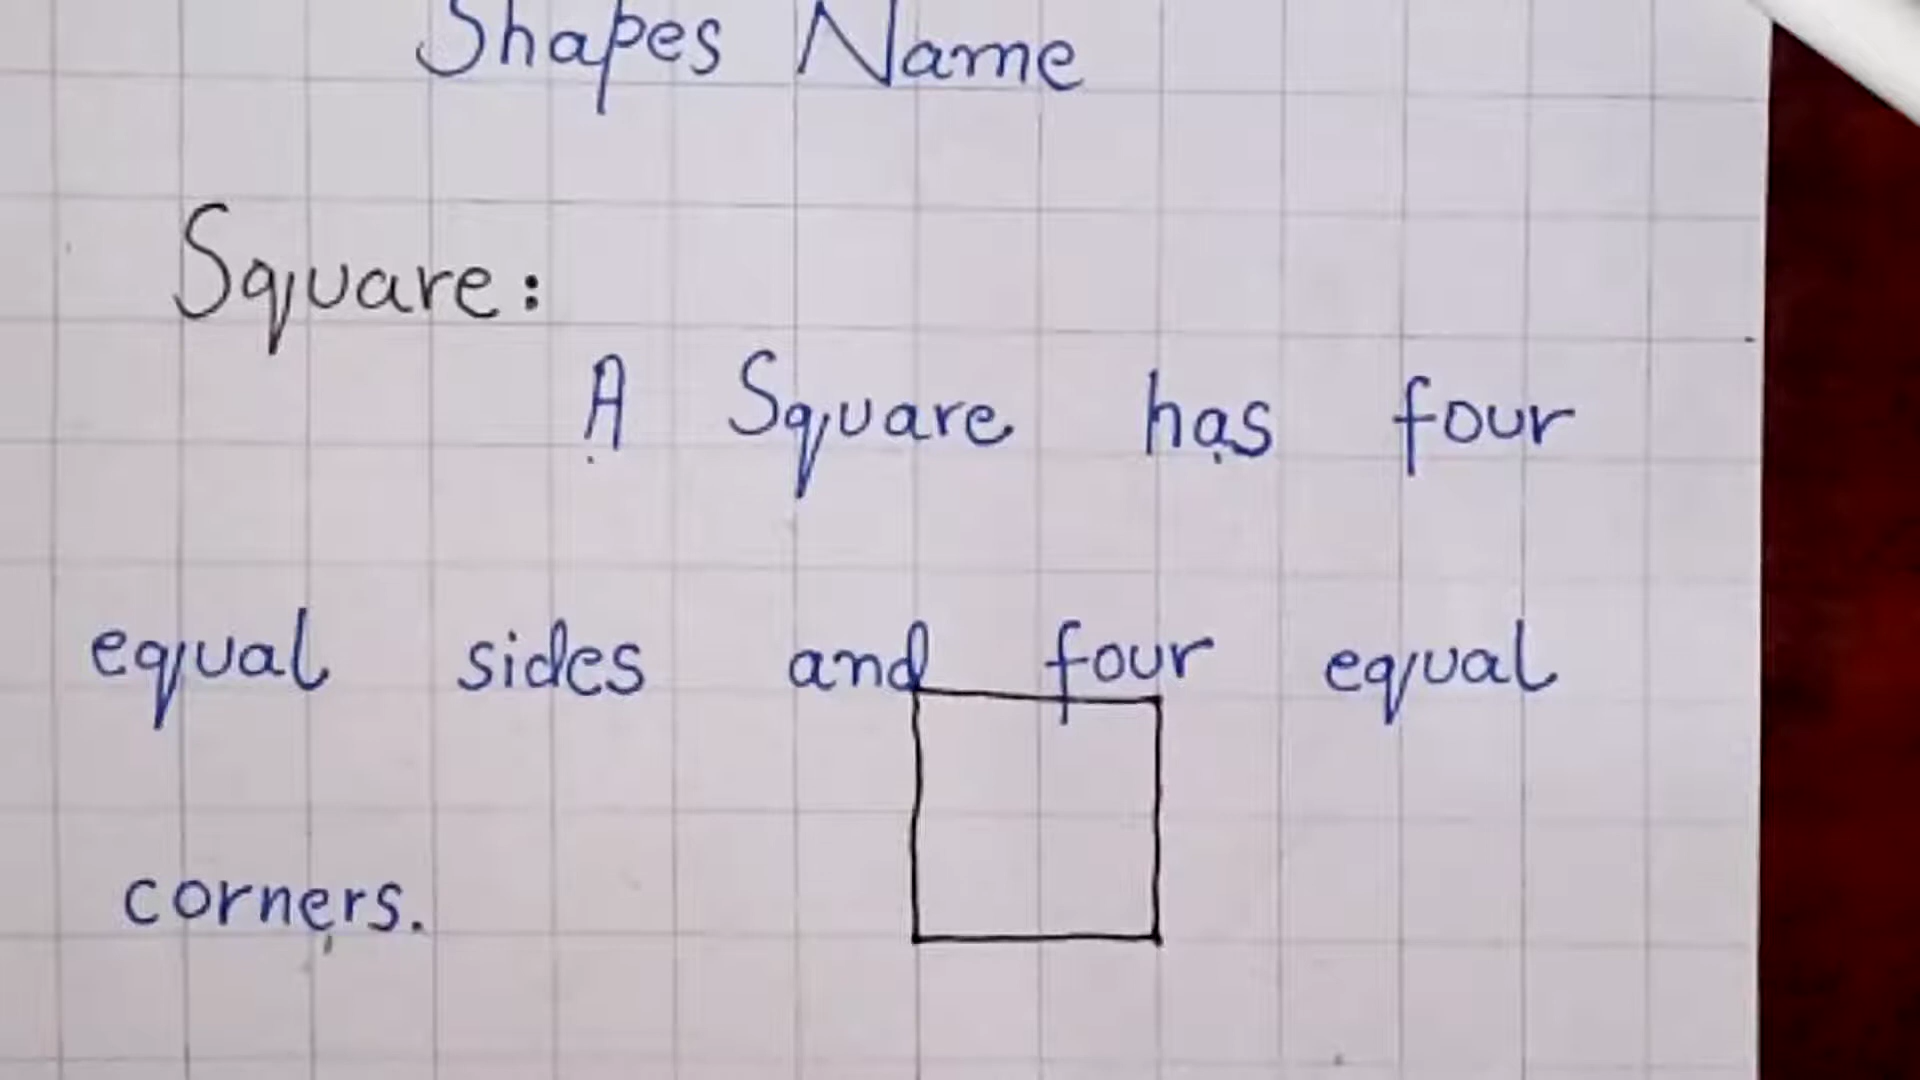 Shapes Name
Square:
A Square has four
equal sides and four equal
corners.